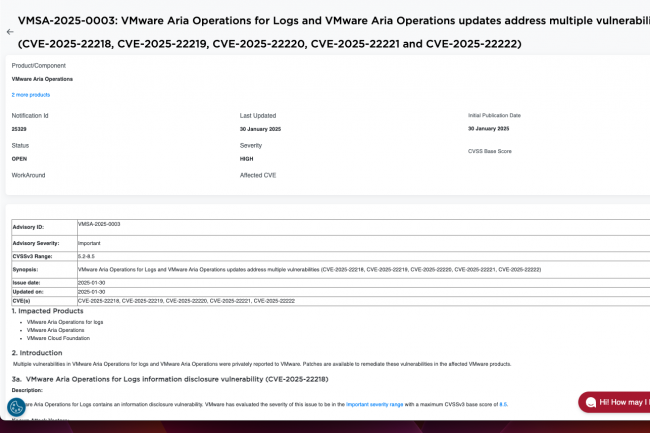 VMSA-2025-0003: VMware Aria Operations for Logs and VMware Aria Operations updates address multiple
(CVE-2025-22218, CVE-2025-22219, CVE-2025-22220, CVE-2025-22221 and CVE-2025-22222)
Product/Component
VMware Aria Operations
2 more products
Notification Id Last Updated Initial Publication Date
25329 30 January 2025 30 January 2025
Status Severity CVSS Base Score
OPEN HIGH
WorkAround Affected CVE
Advisory ID: VMSA-2025-0003
Advisory Severity: Important
CVSSv3 Range: 5.2-8.5
Synopsis: VMware Aria Operations for Logs and VMware Aria Operations updates address multiple vulnerabilities (CVE-2025-22218, CVE-2025-22219, CVE-2025-22220, CVE-2025-22221, CVE-2025-22222)
Issue date: 2025-01-30
Updated on: 2025-01-30
CVE(s) CVE-2025-22218, CVE-2025-22219, CVE-2025-22220, CVE-2025-22221, CVE-2025-22222
1. Impacted Products
• VMware Aria Operations for logs
• VMware Aria Operations
• VMware Cloud Foundation
2. Introduction
Multiple vulnerabilities in VMware Aria Operations for logs and VMware Aria Operations were privately reported to VMware. Patches are available to remediate these vulnerabilities in the affected VMware products.
3a. VMware Aria Operations for Logs information disclosure vulnerability (CVE-2025-22218)
Description:
Aria Operations for Logs contains an information disclosure vulnerability. VMware has evaluated the severity of this issue to be in the Important severity range with a maximum CVSSv3 base score of 8.5.
Hi! How may I